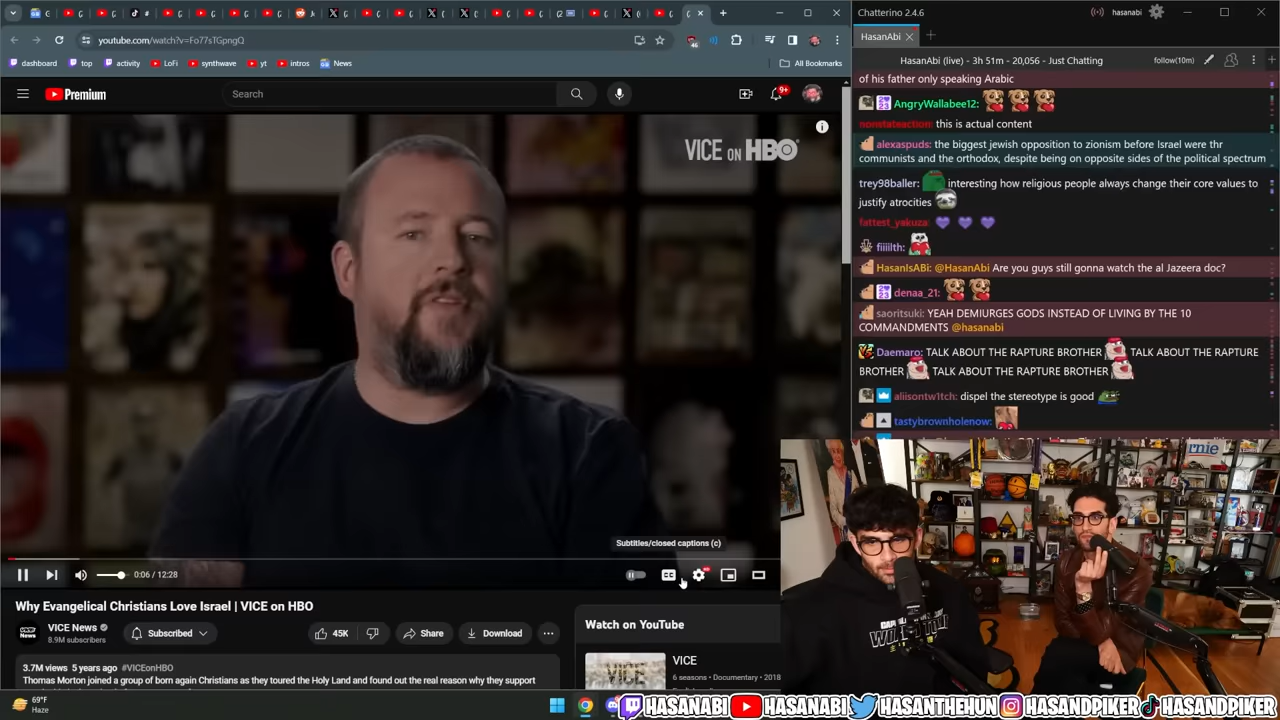 youtube.com/watch?v=Fo77sTGpngQ
dashboard
top
activity
LoFi
synthwave
yt
intros
News
All Bookmarks
Premium
Search
9+
VICE ON HBO
Subtitles/closed captions (c)
0:06 / 12:28
Why Evangelical Christians Love Israel | VICE on HBO
VICE News
8.9M subscribers
Subscribed
45K
Share
Download
3.7M views 5 years ago #VICEonHBO
Thomas Morton joined a group of born again Christians as they toured the Holy Land and found out the real reason why they support
Watch on YouTube
VICE
6 seasons • Documentary • 2018
69°F
Haze
Chatterino 2.4.6
hasanabi
HasanAbi
HasanAbi (live) - 3h 51m - 20,056 - Just Chatting
follow(10m)
of his father only speaking Arabic
AngryWallabee12:
nonstateaction: this is actual content
alexaspuds: the biggest jewish opposition to zionism before Israel were thr
communists and the orthodox, despite being on opposite sides of the political spectrum
trey98baller: interesting how religious people always change their core values to
justify atrocities
fattest_yakuza:
fiiiilth:
HasanIsABi: @HasanAbi Are you guys still gonna watch the al Jazeera doc?
denaa_21:
saoritsuki: YEAH DEMIURGES GODS INSTEAD OF LIVING BY THE 10
COMMANDMENTS @hasanabi
Daemaro: TALK ABOUT THE RAPTURE BROTHER TALK ABOUT THE RAPTURE
BROTHER TALK ABOUT THE RAPTURE BROTHER
aliisontw1tch: dispel the stereotype is good
tastybrownholenow:
ernie
HASANABI HASANABI HASANTHEHUN HASANDPIKER HASANDPIKER